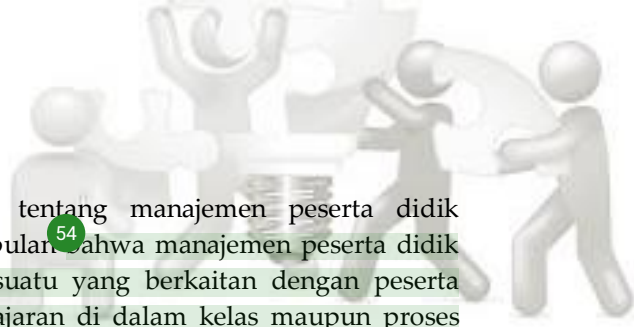 tentang manajemen peserta didik
54
bahwa manajemen peserta didik
suatu yang berkaitan dengan peserta
ajaran di dalam kelas maupun proses